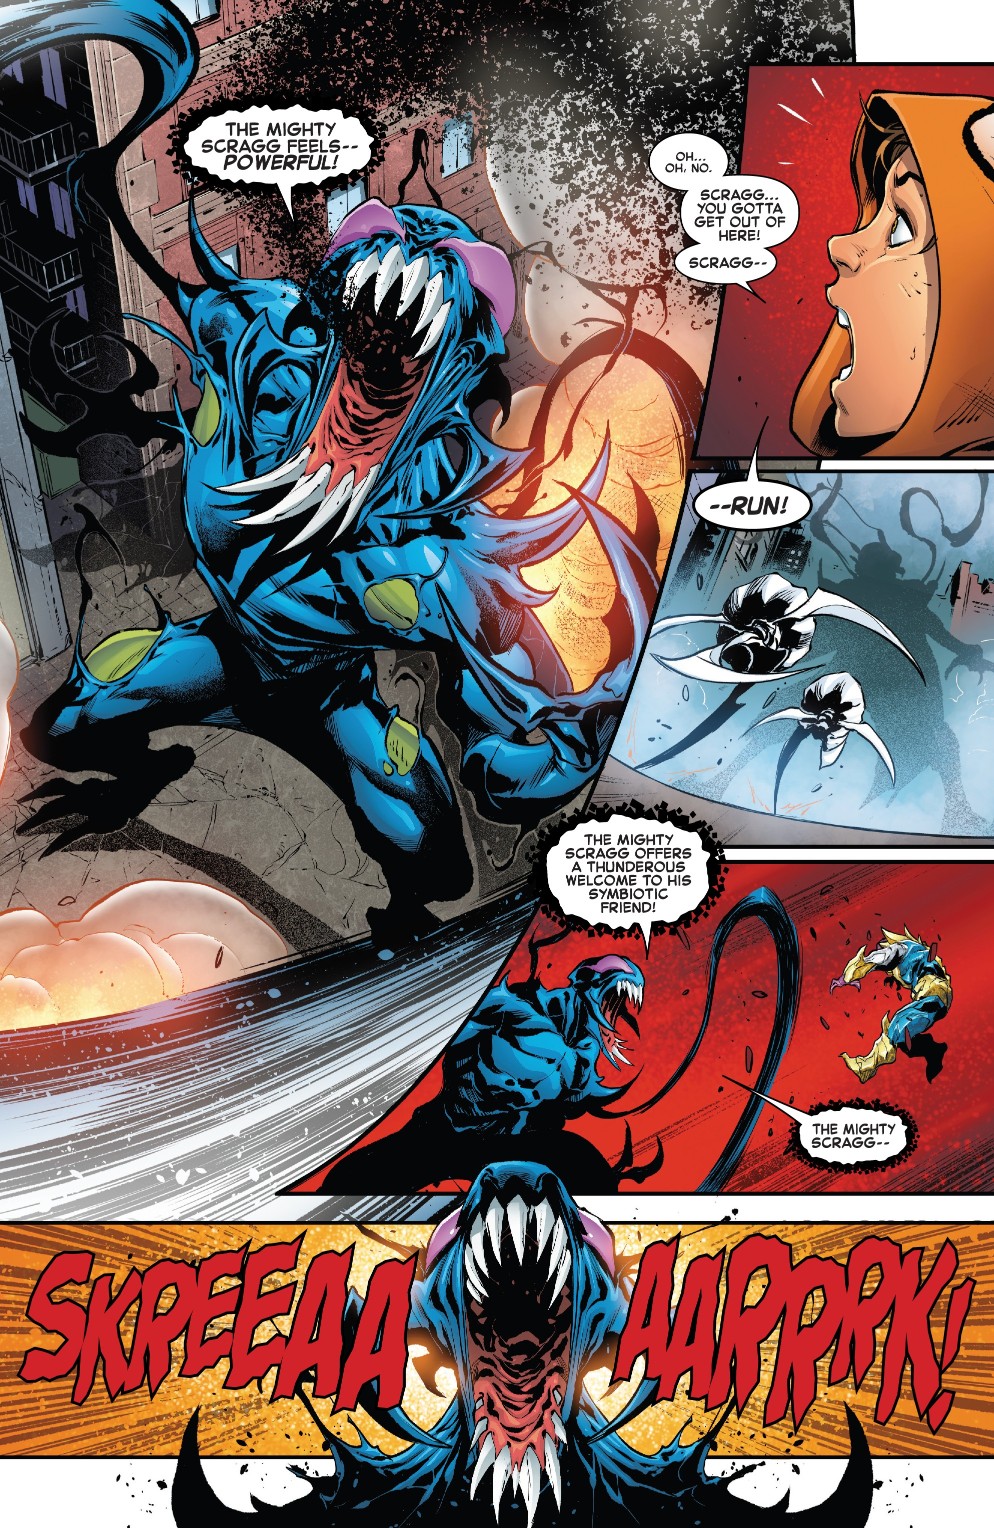 THE MIGHTY
SCRAGG FEELS--
POWERFUL!
OH...
OH, NO.
SCRAGG...
YOU GOTTA
GET OUT OF
HERE!
SCRAGG--
--RUN!
THE MIGHTY
SCRAGG OFFERS
A THUNDEROUS
WELCOME TO HIS
SYMBIOTIC
FRIEND!
THE MIGHTY
SCRAGG--
SKREEAA
AARRRK!